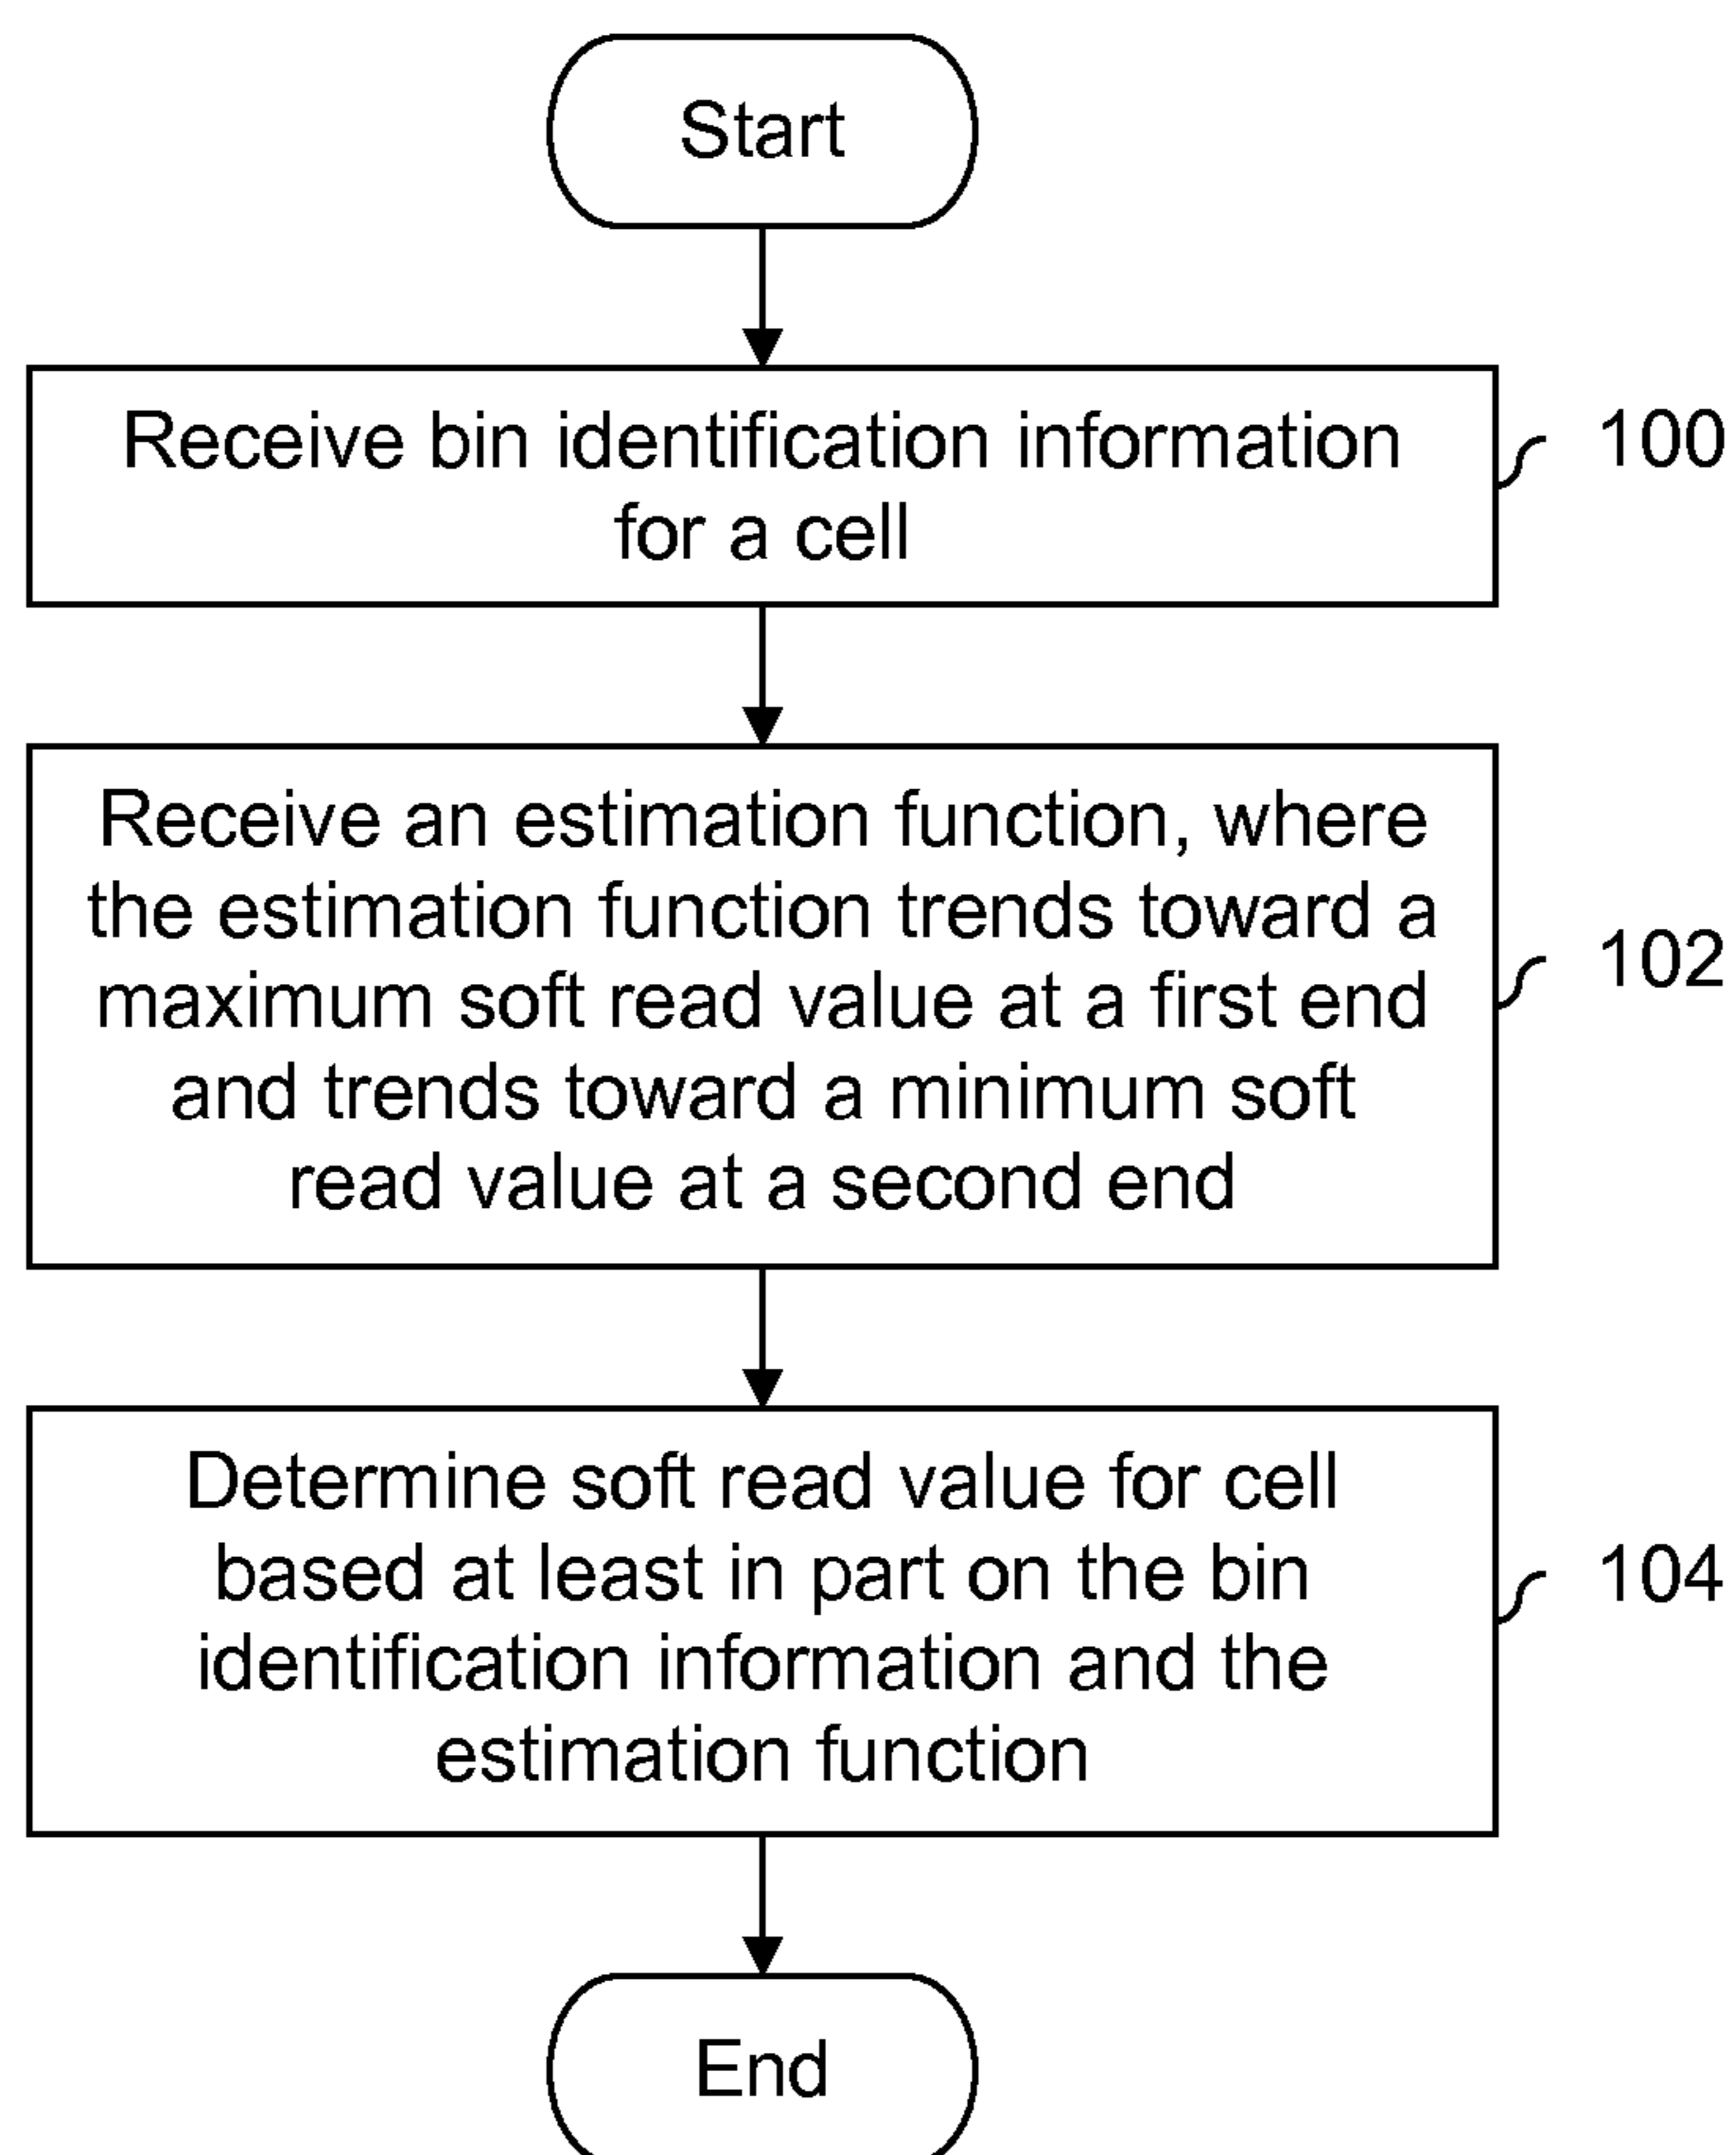 Start
Receive bin identification information
for a cell
100
Receive an estimation function, where
the estimation function trends toward a
maximum soft read value at a first end
and trends toward a minimum soft
read value at a second end
102
Determine soft read value for cell
based at least in part on the bin
identification information and the
estimation function
104
End